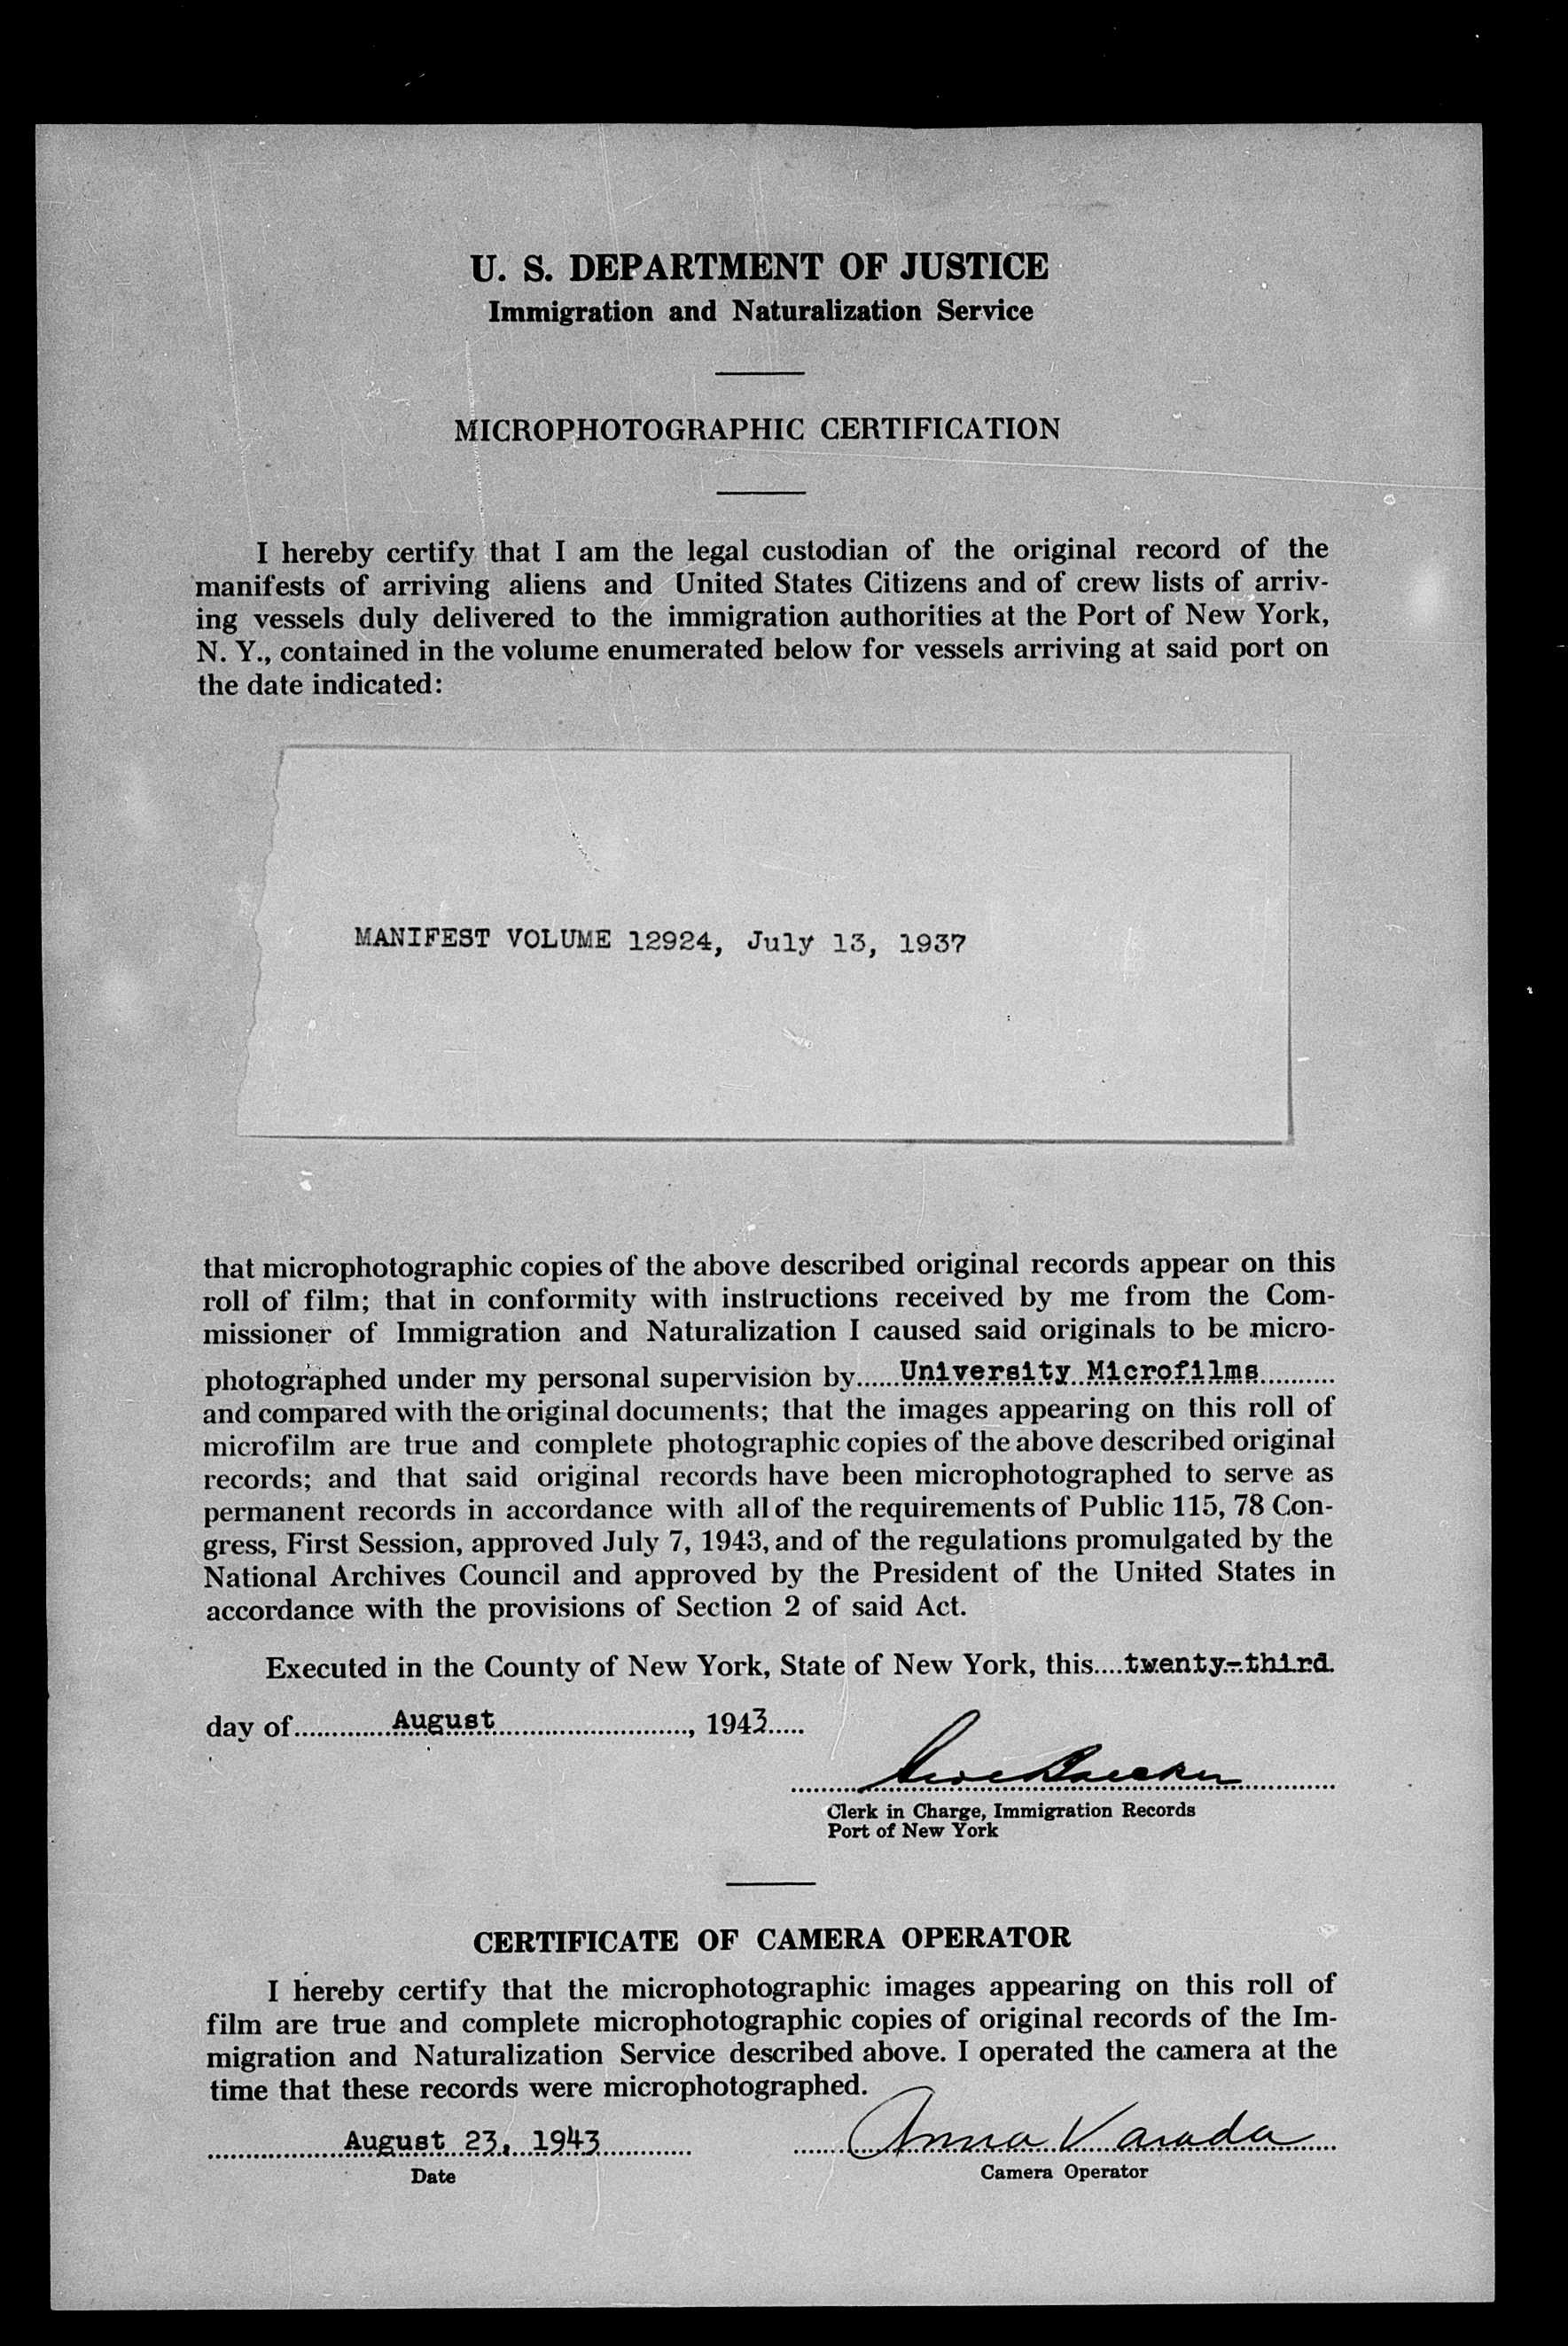 U. S. DEPARTMENT OF JUSTICE
Immigration and Naturalization Service
MICROPHOTOGRAPHIC CERTIFICATION
I hereby certify that I am the legal custodian of the original record of the
manifests of arriving aliens and United States Citizens and of crew lists of arriv-
ing vessels duly delivered to the immigration authorities at the Port of New York,
N. Y., contained in the volume enumerated below for vessels arriving at said port on
the date indicated:
MANIFEST VOLUME 12924, July 13, 1937
that microphotographic copies of the above described original records appear on this
roll of film; that in conformity with instructions received by me from the Com-
missioner of Immigration and Naturalization I caused said originals to be micro-
photographed under my personal supervision by......University Microfilms..........
and compared with the original documents; that the images appearing on this roll of
microfilm are true and complete photographic copies of the above described original
records; and that said original records have been microphotographed to serve as
permanent records in accordance with all of the requirements of Public 115, 78 Con-
gress, First Session, approved July 7, 1943, and of the regulations promulgated by the
National Archives Council and approved by the President of the United States in
accordance with the provisions of Section 2 of said Act.
Executed in the County of New York, State of New York, this....twenty-third
day of.............August........................., 1943.....
Clerk in Charge, Immigration Records
Port of New York
CERTIFICATE OF CAMERA OPERATOR
I hereby certify that the microphotographic images appearing on this roll of
film are true and complete microphotographic copies of original records of the Im-
migration and Naturalization Service described above. I operated the camera at the
time that these records were microphotographed.
August 23, 1943 Anna Varada
Date Camera Operator